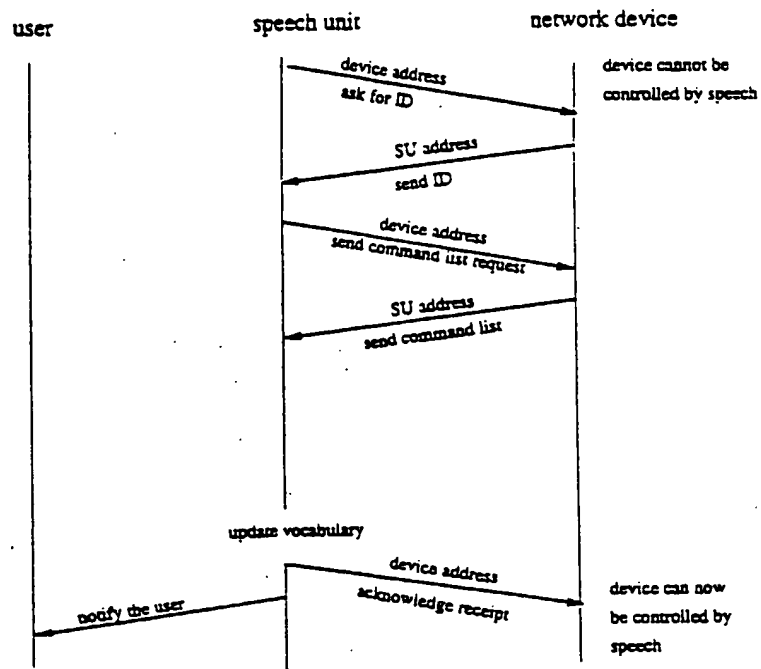 user
speech unit
network device
device address
ask for ID
device cannot be
controlled by speech
SU address
send ID
device address
send command list request
SU address
send command list
update vocabulary
device address
acknowledge receipt
notify the user
device can now
be controlled by
speech